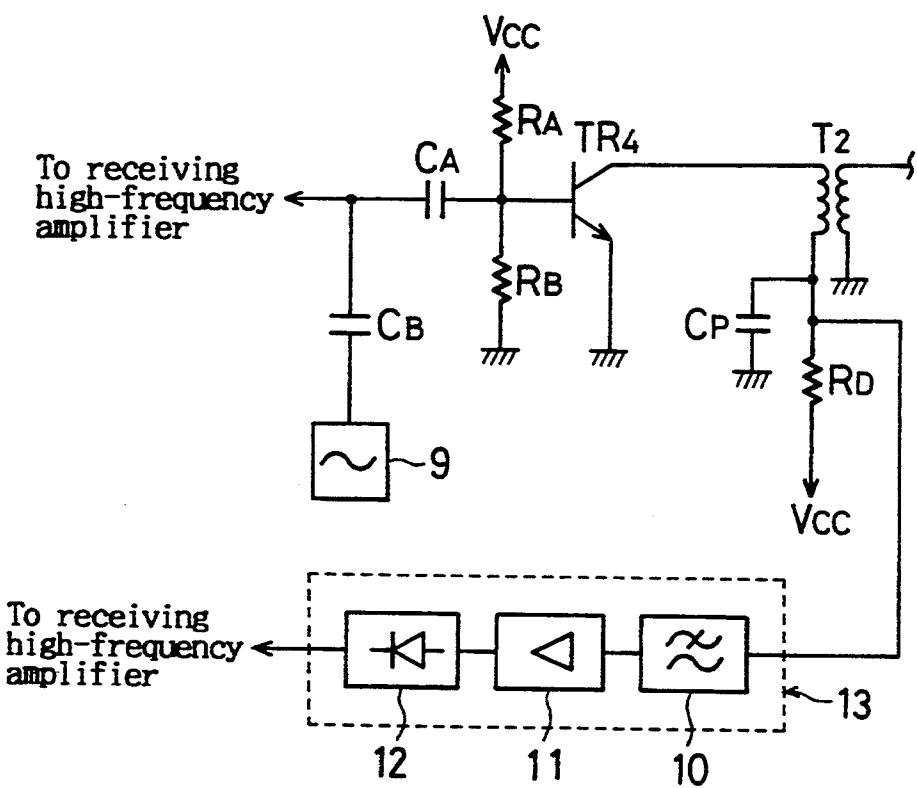 VCC
RA
TR4
T2
CA
To receiving
high-frequency
amplifier
RB
CB
CP
RD
9
VCC
To receiving
high-frequency
amplifier
13
12
11
10